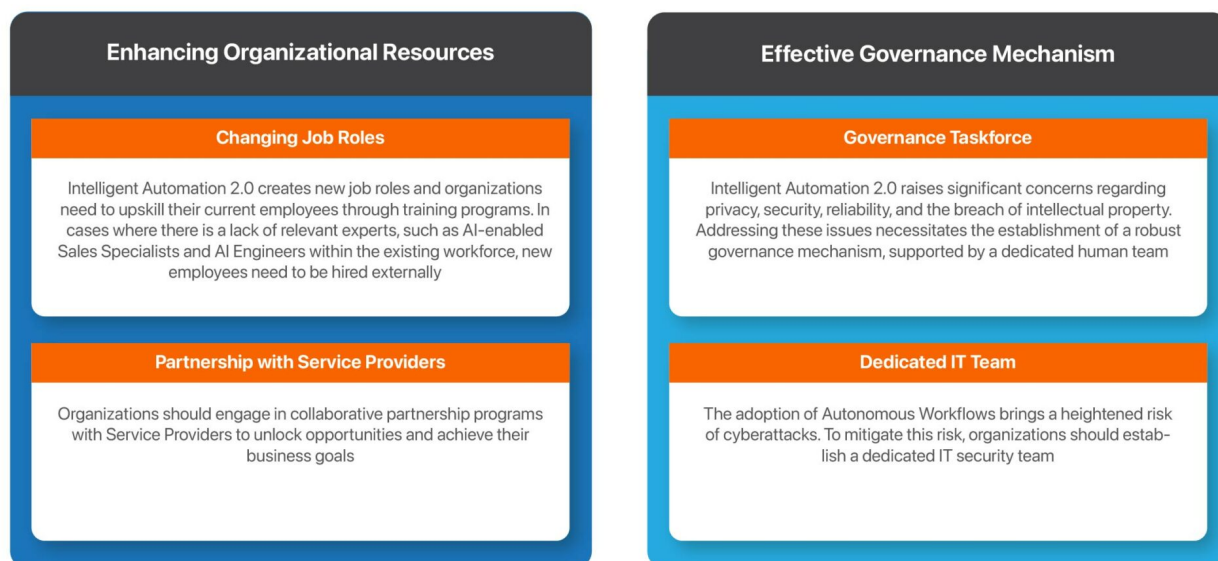 Enhancing Organizational Resources
Changing Job Roles
Intelligent Automation 2.0 creates new job roles and organizations
need to upskill their current employees through training programs. In
cases where there is a lack of relevant experts, such as AI-enabled
Sales Specialists and AI Engineers within the existing workforce, new
employees need to be hired externally
Partnership with Service Providers
Organizations should engage in collaborative partnership programs
with Service Providers to unlock opportunities and achieve their
business goals
Effective Governance Mechanism
Governance Taskforce
Intelligent Automation 2.0 raises significant concerns regarding
privacy, security, reliability, and the breach of intellectual property.
Addressing these issues necessitates the establishment of a robust
governance mechanism, supported by a dedicated human team
Dedicated IT Team
The adoption of Autonomous Workflows brings a heightened risk
of cyberattacks. To mitigate this risk, organizations should estab-
lish a dedicated IT security team